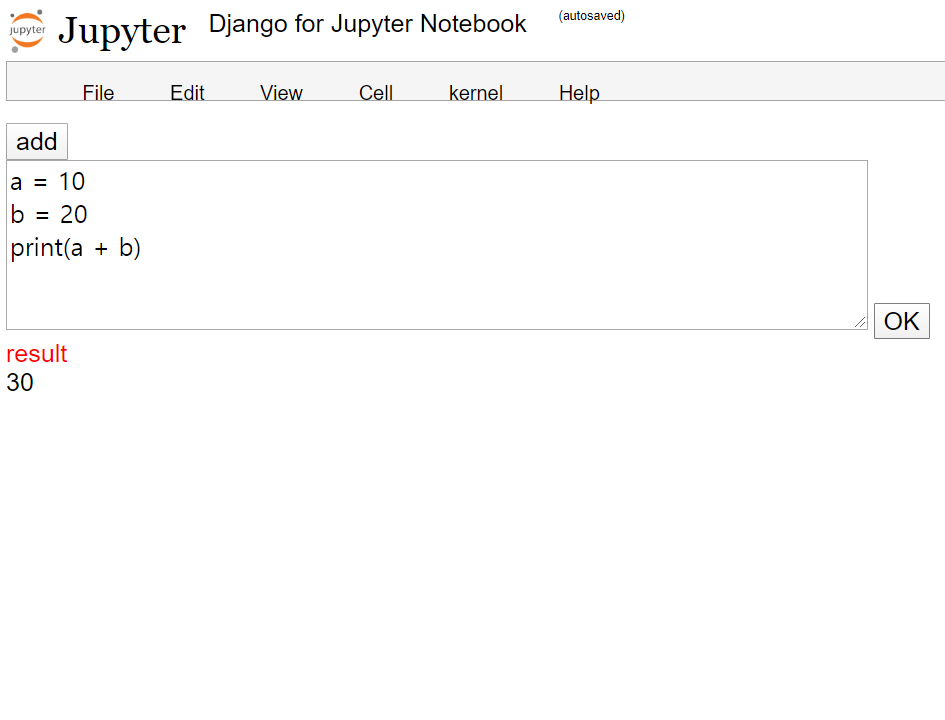 jupyter Jupyter Django for Jupyter Notebook (autosaved)
File Edit View Cell kernel Help
add
a = 10
b = 20
print(a + b)
OK
result
30